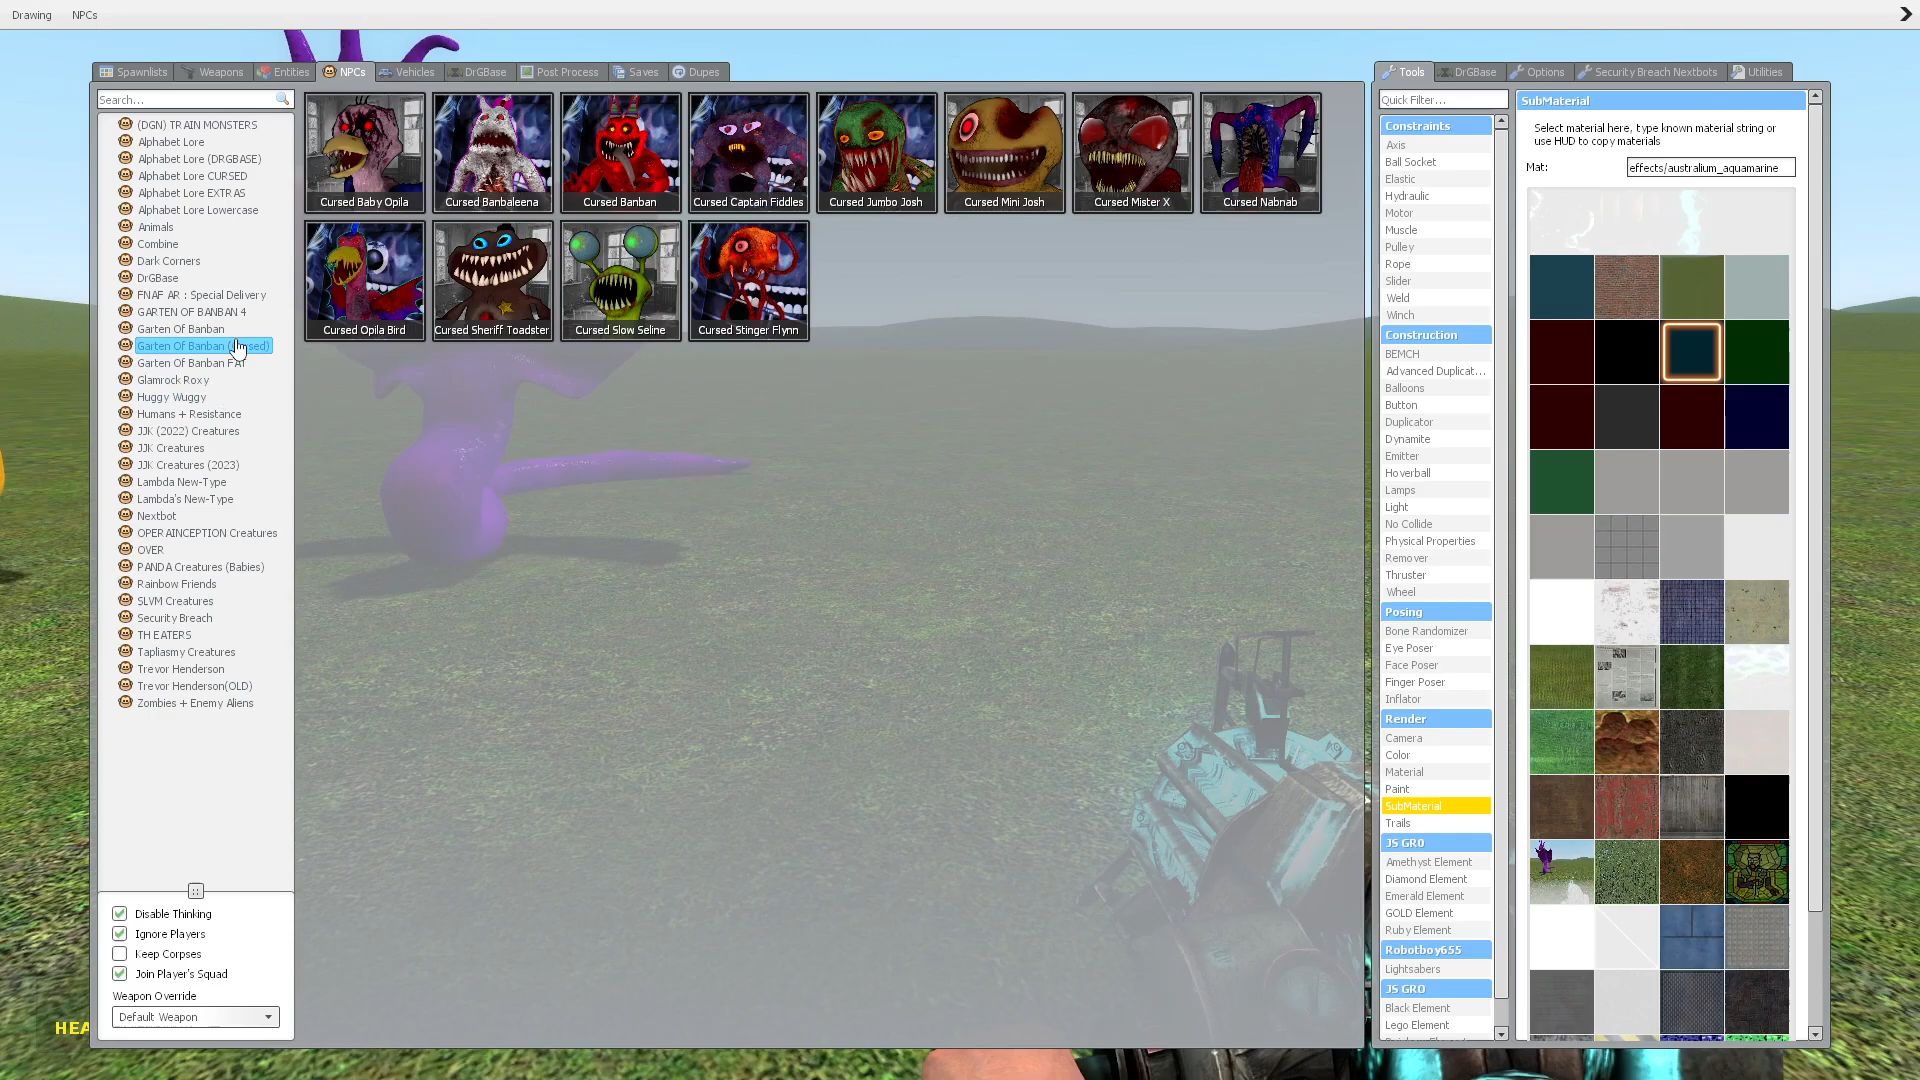 Drawing NPCs
Spawnlists Weapons Entities NPCs Vehicles DrGBase Post Process Saves Dupes
Search...
(DGN) TRAIN MONSTERS
Alphabet Lore
Alphabet Lore (DRGBASE)
Alphabet Lore CURSED
Alphabet Lore EXTRAS
Alphabet Lore Lowercase
Animals
Combine
Dark Corners
DrGBase
FNAF AR : Special Delivery
GARTEN OF BANBAN 4
Garten Of Banban
Garten Of Banban
Garten Of Banban
Glamrock Roxy
Huggy Wuggy
Humans + Resistance
JJK (2022) Creatures
JJK Creatures
JJK Creatures (2023)
Lambda New-Type
Lambda's New-Type
Nextbot
OPERAINCEPTION Creatures
OVER
PANDA Creatures (Babies)
Rainbow Friends
SLVM Creatures
Security Breach
TH EATERS
Tapliasmy Creatures
Trevor Henderson
Trevor Henderson(OLD)
Zombies + Enemy Aliens
Disable Thinking
Ignore Players
Keep Corpses
Join Player's Squad
Weapon Override
Default Weapon
HEA
Cursed Baby Opila
Cursed Banbaleena
Cursed Banban
Cursed Captain Fiddles
Cursed Jumbo Josh
Cursed Mini Josh
Cursed Mister X
Cursed Nabnab
Cursed Opila Bird
Cursed Sheriff Toadster
Cursed Slow Seline
Cursed Stinger Flynn
Tools DrGBase Options Security Breach Nextbots Utilities
Quick Filter...
Constraints
Axis
Ball Socket
Elastic
Hydraulic
Motor
Muscle
Pulley
Rope
Slider
Weld
Winch
Construction
BEMCH
Advanced Duplicat...
Balloons
Button
Duplicator
Dynamite
Emitter
Hoverball
Lamps
Light
No Collide
Physical Properties
Remover
Thruster
Wheel
Posing
Bone Randomizer
Eye Poser
Face Poser
Finger Poser
Inflator
Render
Camera
Color
Material
Paint
SubMaterial
Trails
JS GRO
Amethyst Element
Diamond Element
Emerald Element
GOLD Element
Ruby Element
Robotboy655
Lightsabers
JS GRO
Black Element
Lego Element
SubMaterial
Select material here, type known material string or
use HUD to copy materials
Mat: effects/australium_aquamarine